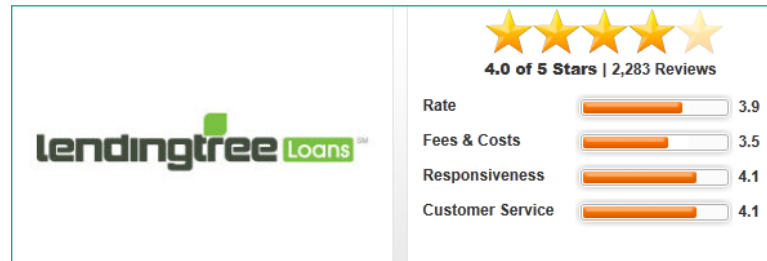 lendingtree Loans SM
4.0 of 5 Stars | 2,283 Reviews
Rate 3.9
Fees & Costs 3.5
Responsiveness 4.1
Customer Service 4.1